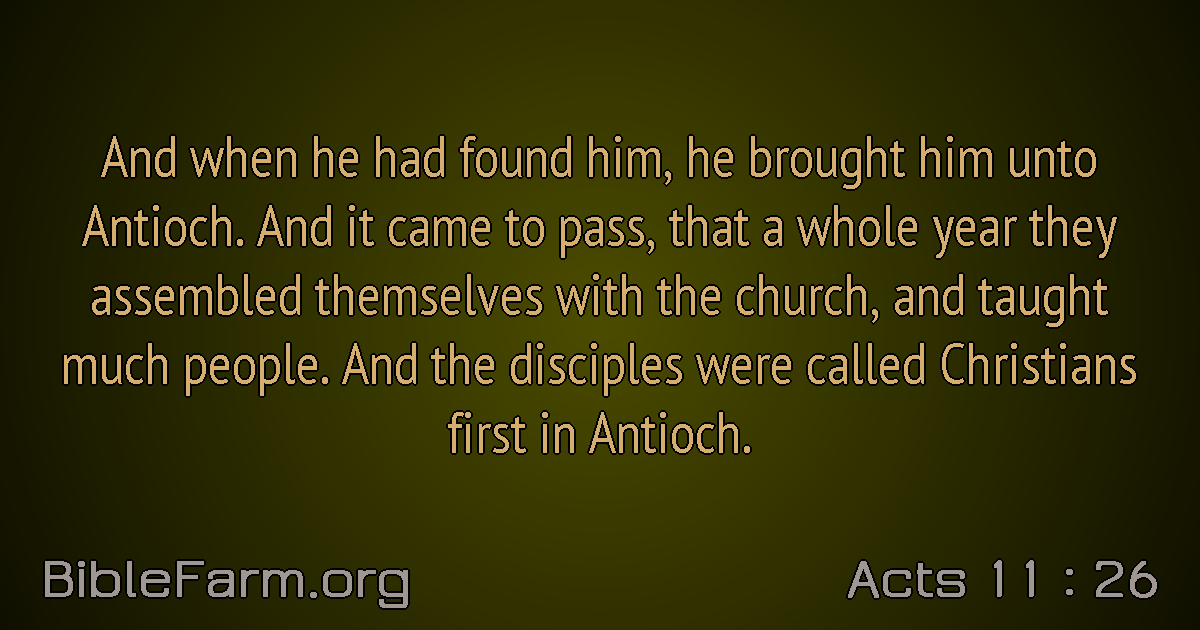 And when he had found him, he brought him unto
Antioch. And it came to pass, that a whole year they
assembled themselves with the church, and taught
much people. And the disciples were called Christians
first in Antioch.
BibleFarm.org
Acts 11 : 26